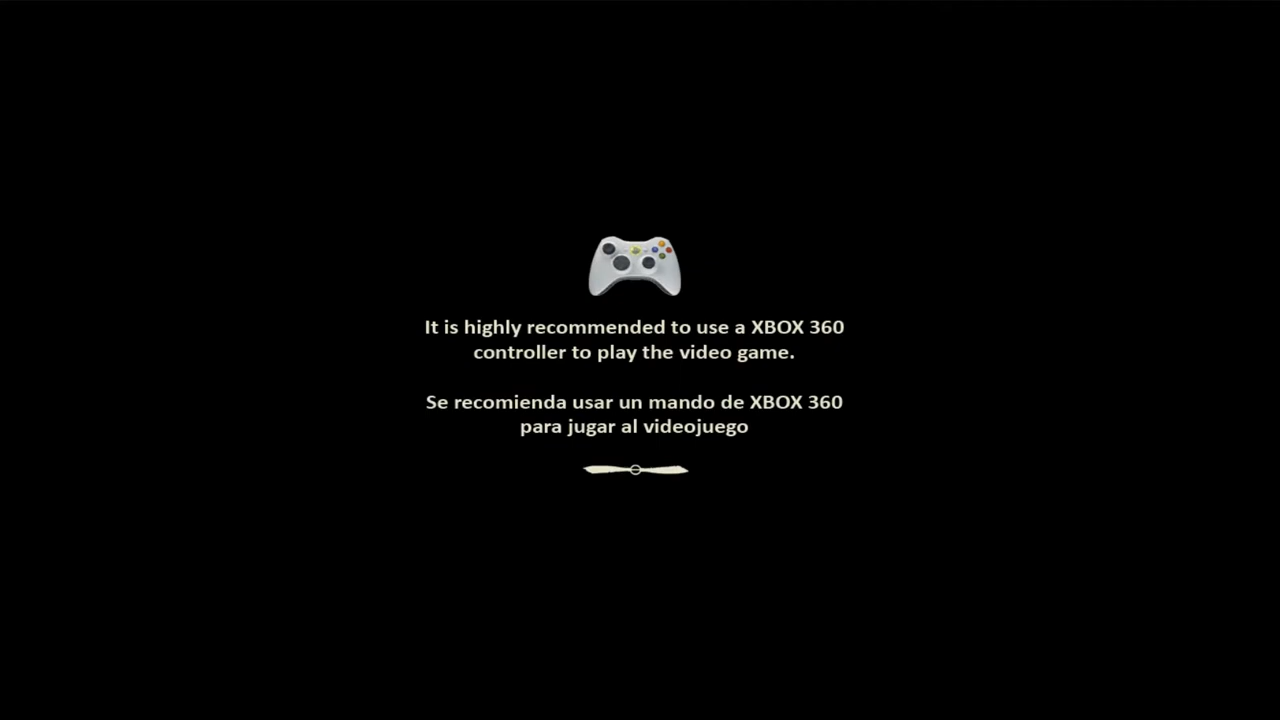 It is highly recommended to use a XBOX 360
controller to play the video game.
Se recomienda usar un mando de XBOX 360
para jugar al videojuego